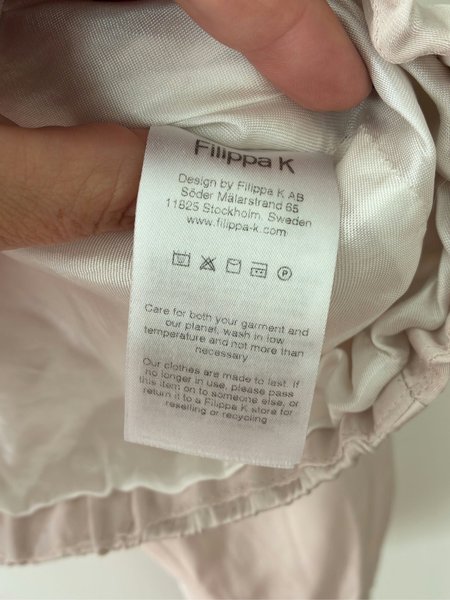 Filippa K
Design by Filippa K AB
Söder Mälarstrand 65
11825 Stockholm, Sweden
www.filippa-k.com
Care for both your garment and
our planet, wash in low
temperature and not more than
necessary
Our clothes are made to last. If
no longer in use, please pass
this item on to someone else, or
return it to a Filippa K store for
reselling or recycling